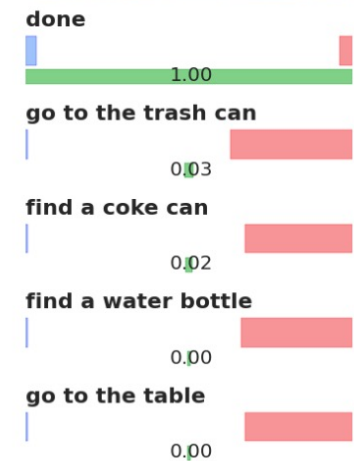 done
1.00
go to the trash can
0.03
find a coke can
0.02
find a water bottle
0.00
go to the table
0.00